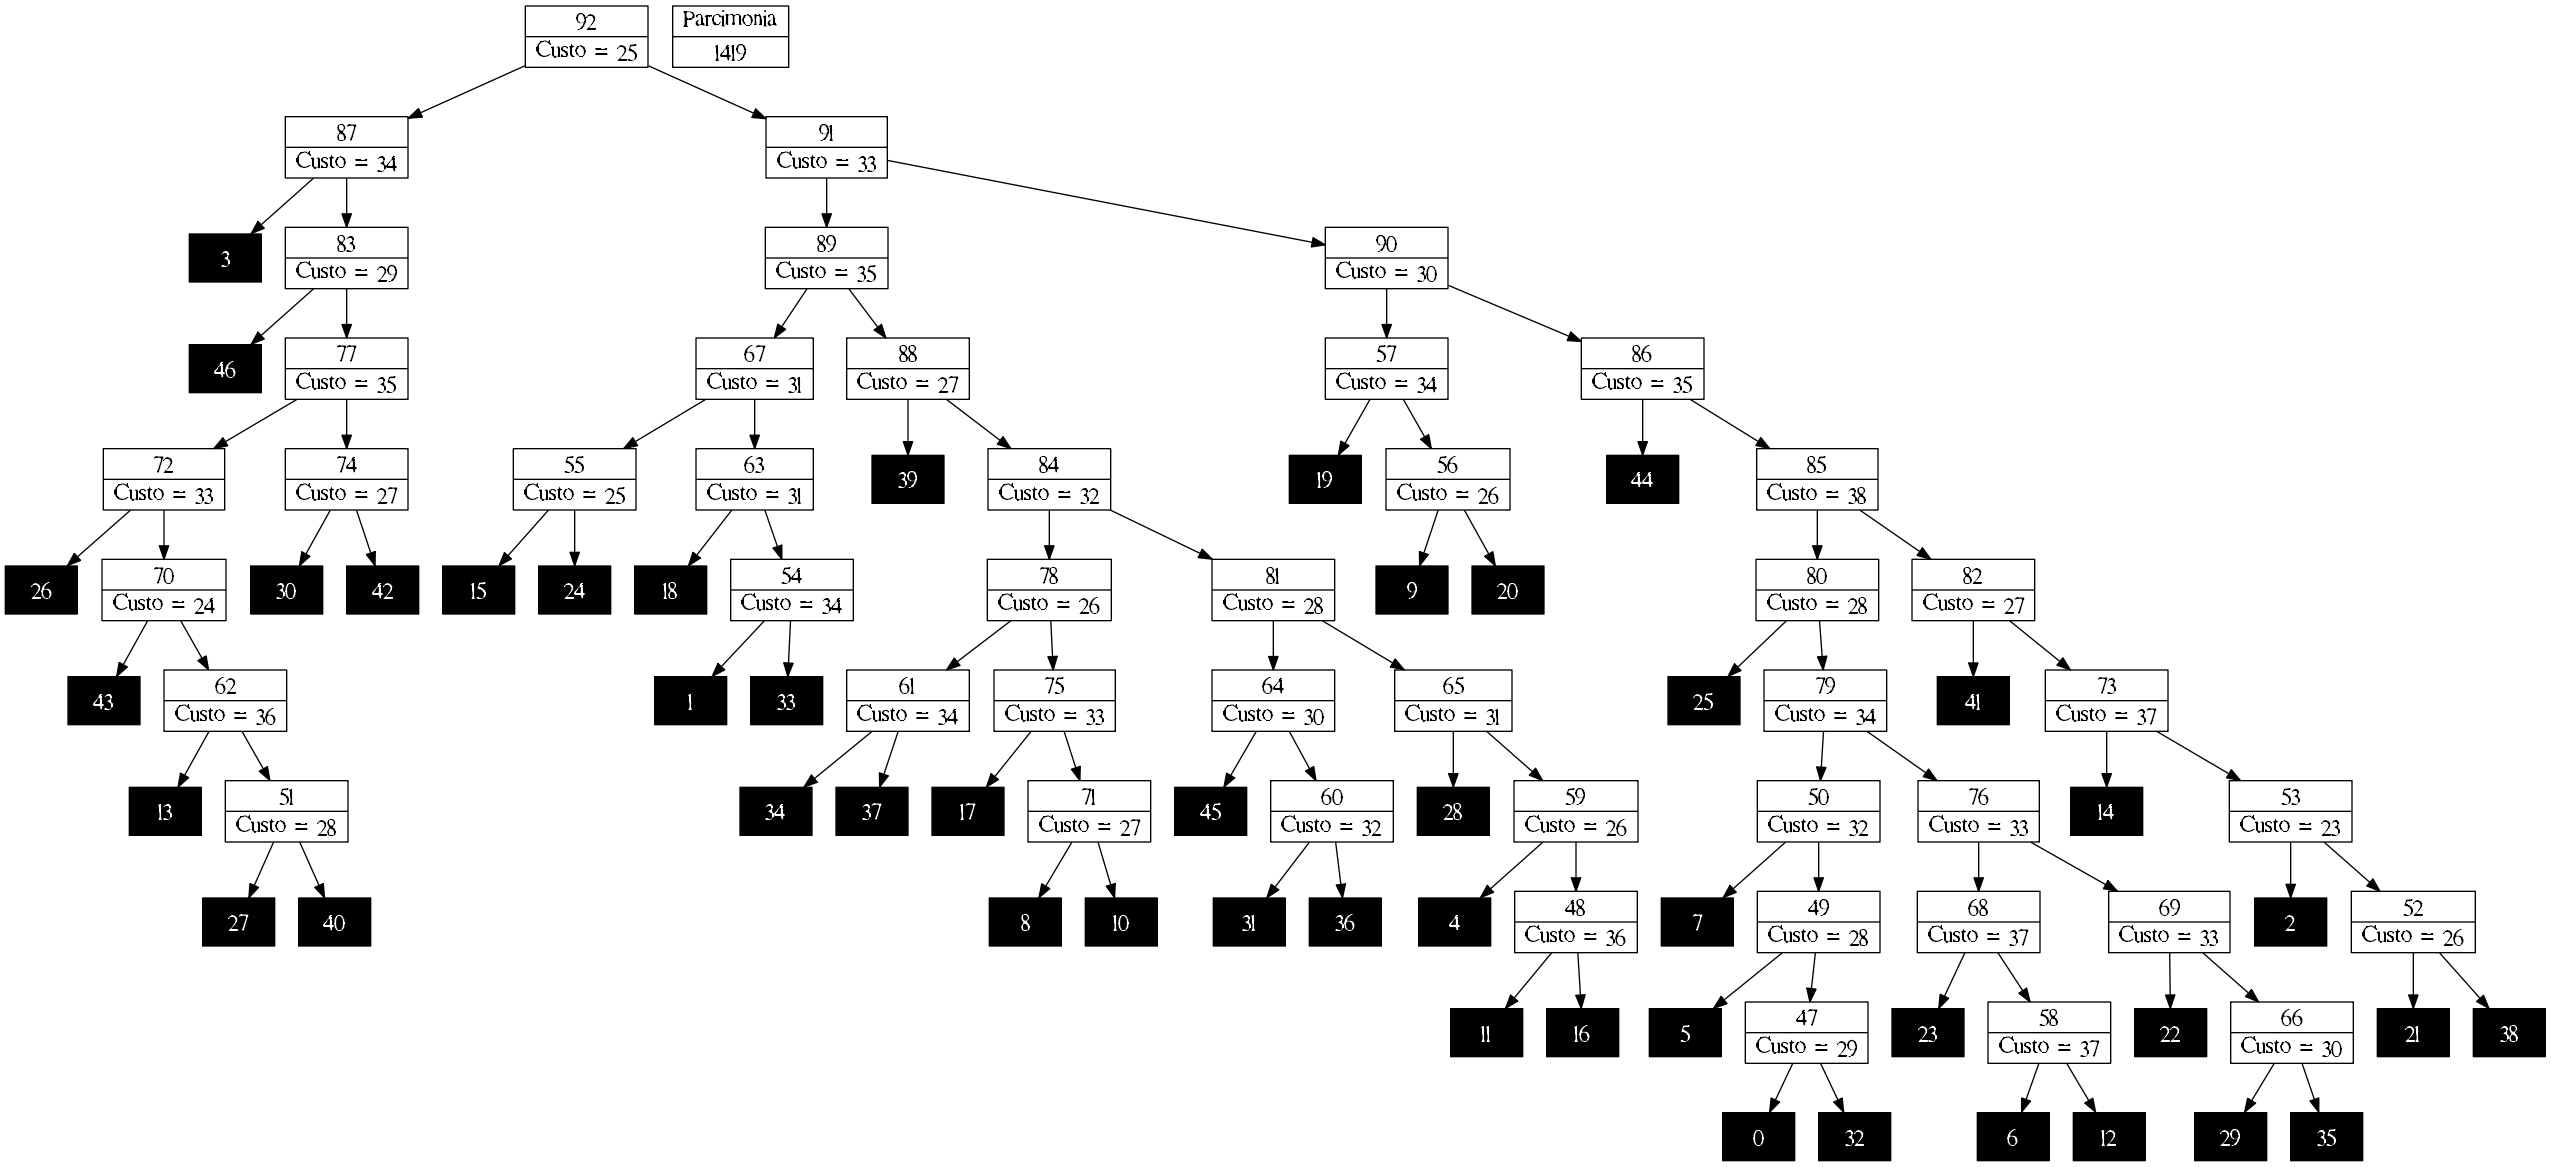 92
Custo = 25
Parcimonia
1419
87
Custo = 34
91
Custo = 33
3
83
Custo = 29
89
Custo = 35
90
Custo = 30
46
77
Custo = 35
67
Custo = 31
88
Custo = 27
57
Custo = 34
86
Custo = 35
72
Custo = 33
74
Custo = 27
55
Custo = 25
63
Custo = 31
39
84
Custo = 32
19
56
Custo = 26
44
85
Custo = 38
26
70
Custo = 24
30
42
15
24
18
54
Custo = 34
78
Custo = 26
81
Custo = 28
9
20
80
Custo = 28
82
Custo = 27
43
62
Custo = 36
1
33
61
Custo = 34
75
Custo = 33
64
Custo = 30
65
Custo = 31
25
79
Custo = 34
41
73
Custo = 37
13
51
Custo = 28
34
37
17
71
Custo = 27
45
60
Custo = 32
28
59
Custo = 26
50
Custo = 32
76
Custo = 33
14
53
Custo = 23
27
40
8
10
31
36
4
48
Custo = 36
7
49
Custo = 28
68
Custo = 37
69
Custo = 33
2
52
Custo = 26
11
16
5
47
Custo = 29
23
58
Custo = 37
22
66
Custo = 30
21
38
0
32
6
12
29
35